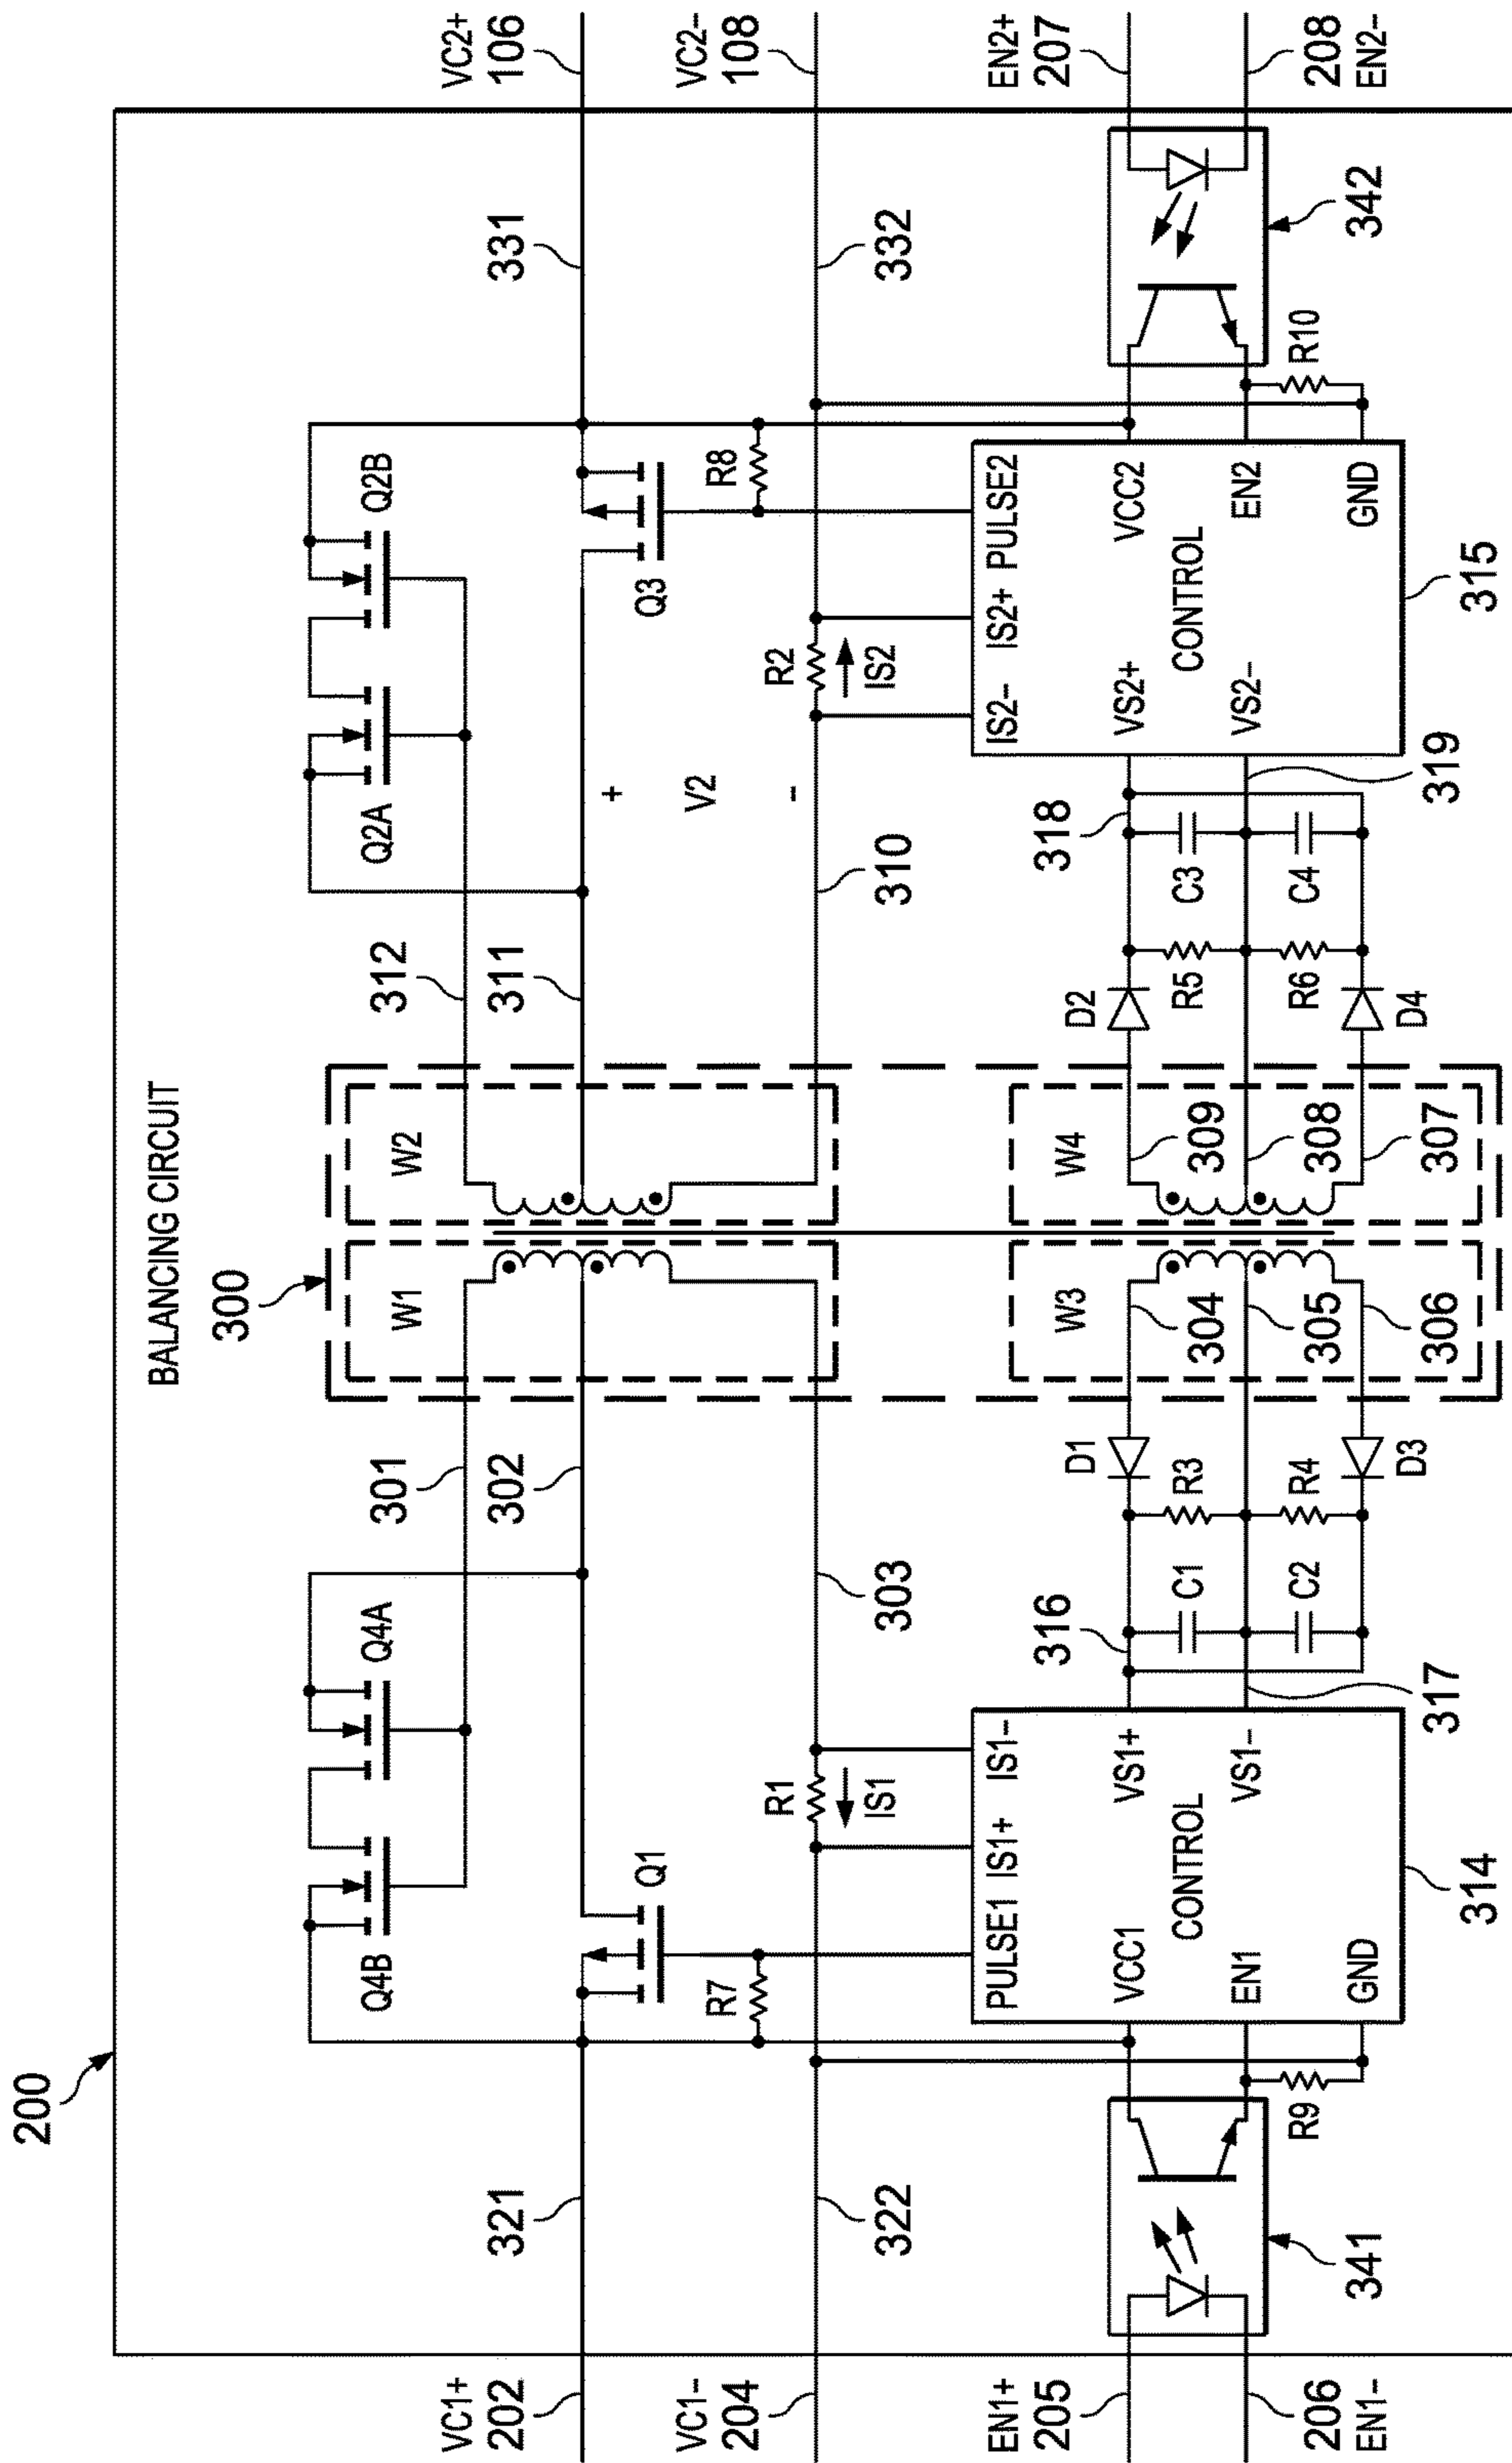 200
BALANCING CIRCUIT
300
Q4B
Q4A
Q2A
Q2B
301
W1
W2
312
VC1+
202
321
302
311
331
VC2+
106
Q1
Q3
+
V2
−
R7
R1
IS1
R2
IS2
R8
VC1−
204
322
303
310
332
VC2−
108
PULSE1
IS1+
IS1−
VCC1
VS1+
CONTROL
EN1
VS1−
GND
314
316
317
C1
C2
R3
R4
D1
D3
W3
304
305
306
W4
309
308
307
D2
D4
R5
R6
C3
C4
318
319
IS2−
IS2+
PULSE2
VS2+
VCC2
CONTROL
VS2−
EN2
GND
315
EN1+
205
206
EN1−
341
R9
R10
342
EN2+
207
208
EN2−